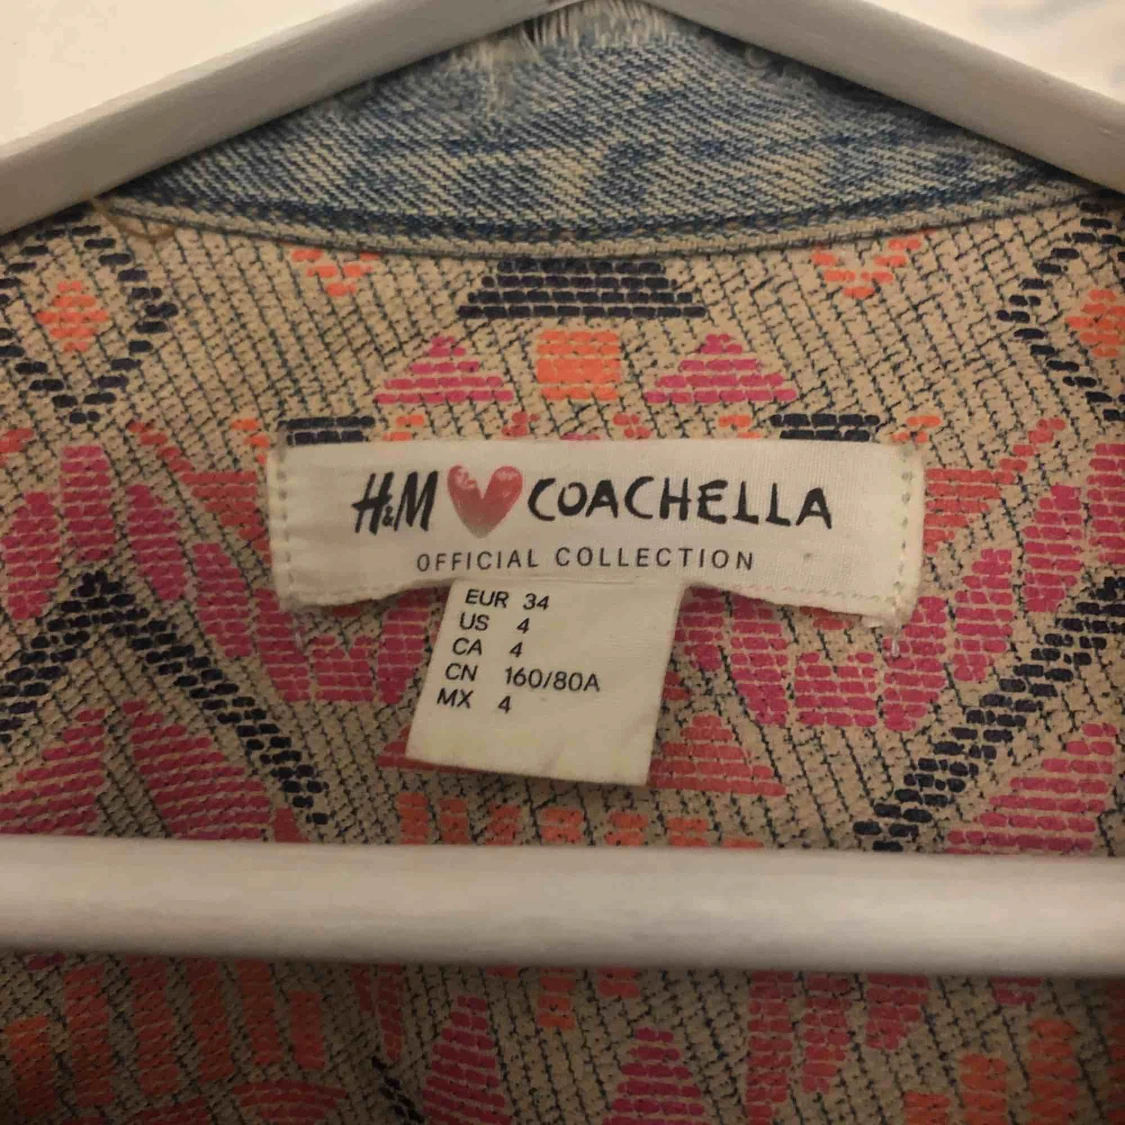 H&M COACHELLA
OFFICIAL COLLECTION
EUR 34
US 4
CA 4
CN 160/80A
MX 4